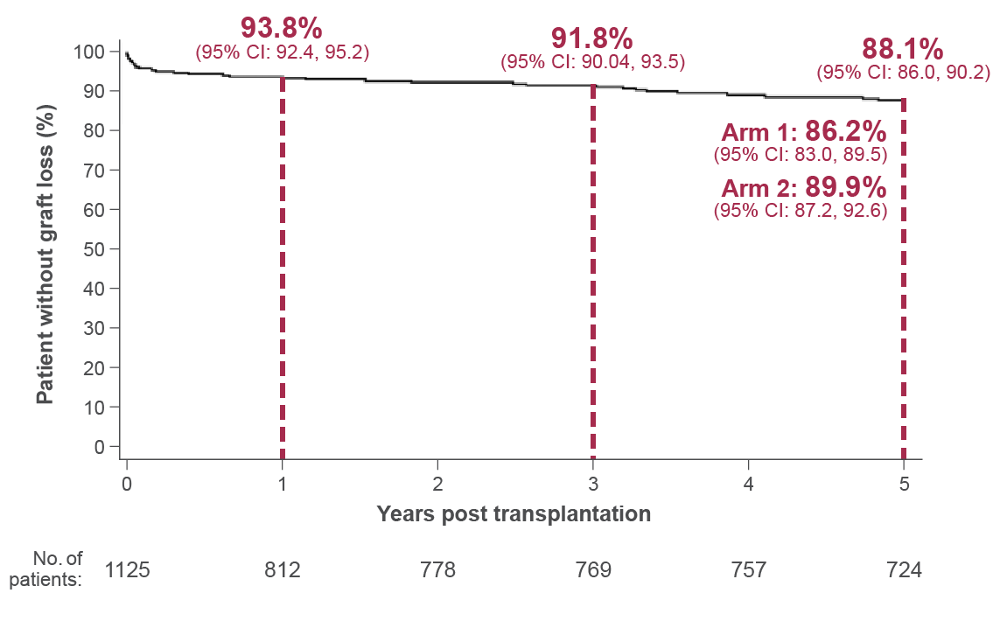 93.8%
(95% CI: 92.4, 95.2)
91.8%
(95% CI: 90.04, 93.5)
88.1%
(95% CI: 86.0, 90.2)
Arm 1: 86.2%
(95% CI: 83.0, 89.5)
Arm 2: 89.9%
(95% CI: 87.2, 92.6)
Patient without graft loss (%)
100
90
80
70
60
50
40
30
20
10
0
0 1 2 3 4 5
Years post transplantation
No. of
patients:
1125 812 778 769 757 724